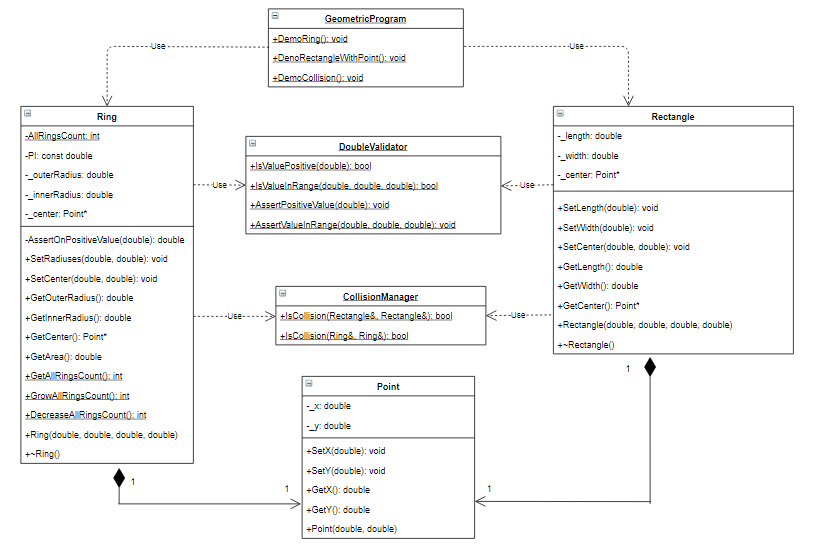 GeometricProgram
+DemoRing(): void
+DenoRectangleWithPoint(): void
+DemoCollision(): void
Use
Use
Ring
-AllRingsCount: int
-PI: const double
-_outerRadius: double
-_innerRadius: double
-_center: Point*
-AssertOnPositiveValue(double): double
+SetRadiuses(double, double): void
+SetCenter(double, double): void
+GetOuterRadius(): double
+GetInnerRadius(): double
+GetCenter(): Point*
+GetArea(): double
+GetAllRingsCount(): int
+GrowAllRingsCount(): int
+DecreaseAllRingsCount(): int
+Ring(double, double, double, double)
+~Ring()
Use
DoubleValidator
+IsValuePositive(double): bool
+IsValueInRange(double, double, double): bool
+AssertPositiveValue(double): void
+AssertValueInRange(double, double, double): void
Use
Rectangle
-_length: double
-_width: double
-_center: Point*
+SetLength(double): void
+SetWidth(double): void
+SetCenter(double, double): void
+GetLength(): double
+GetWidth(): double
+GetCenter(): Point*
+Rectangle(double, double, double, double)
+~Rectangle()
Use
CollisionManager
+IsCollision(Rectangle&, Rectangle&): bool
+IsCollision(Ring&, Ring&): bool
Use
Point
-_x: double
-_y: double
+SetX(double): void
+SetY(double): void
+GetX(): double
+GetY(): double
+Point(double, double)
1
1
1
1